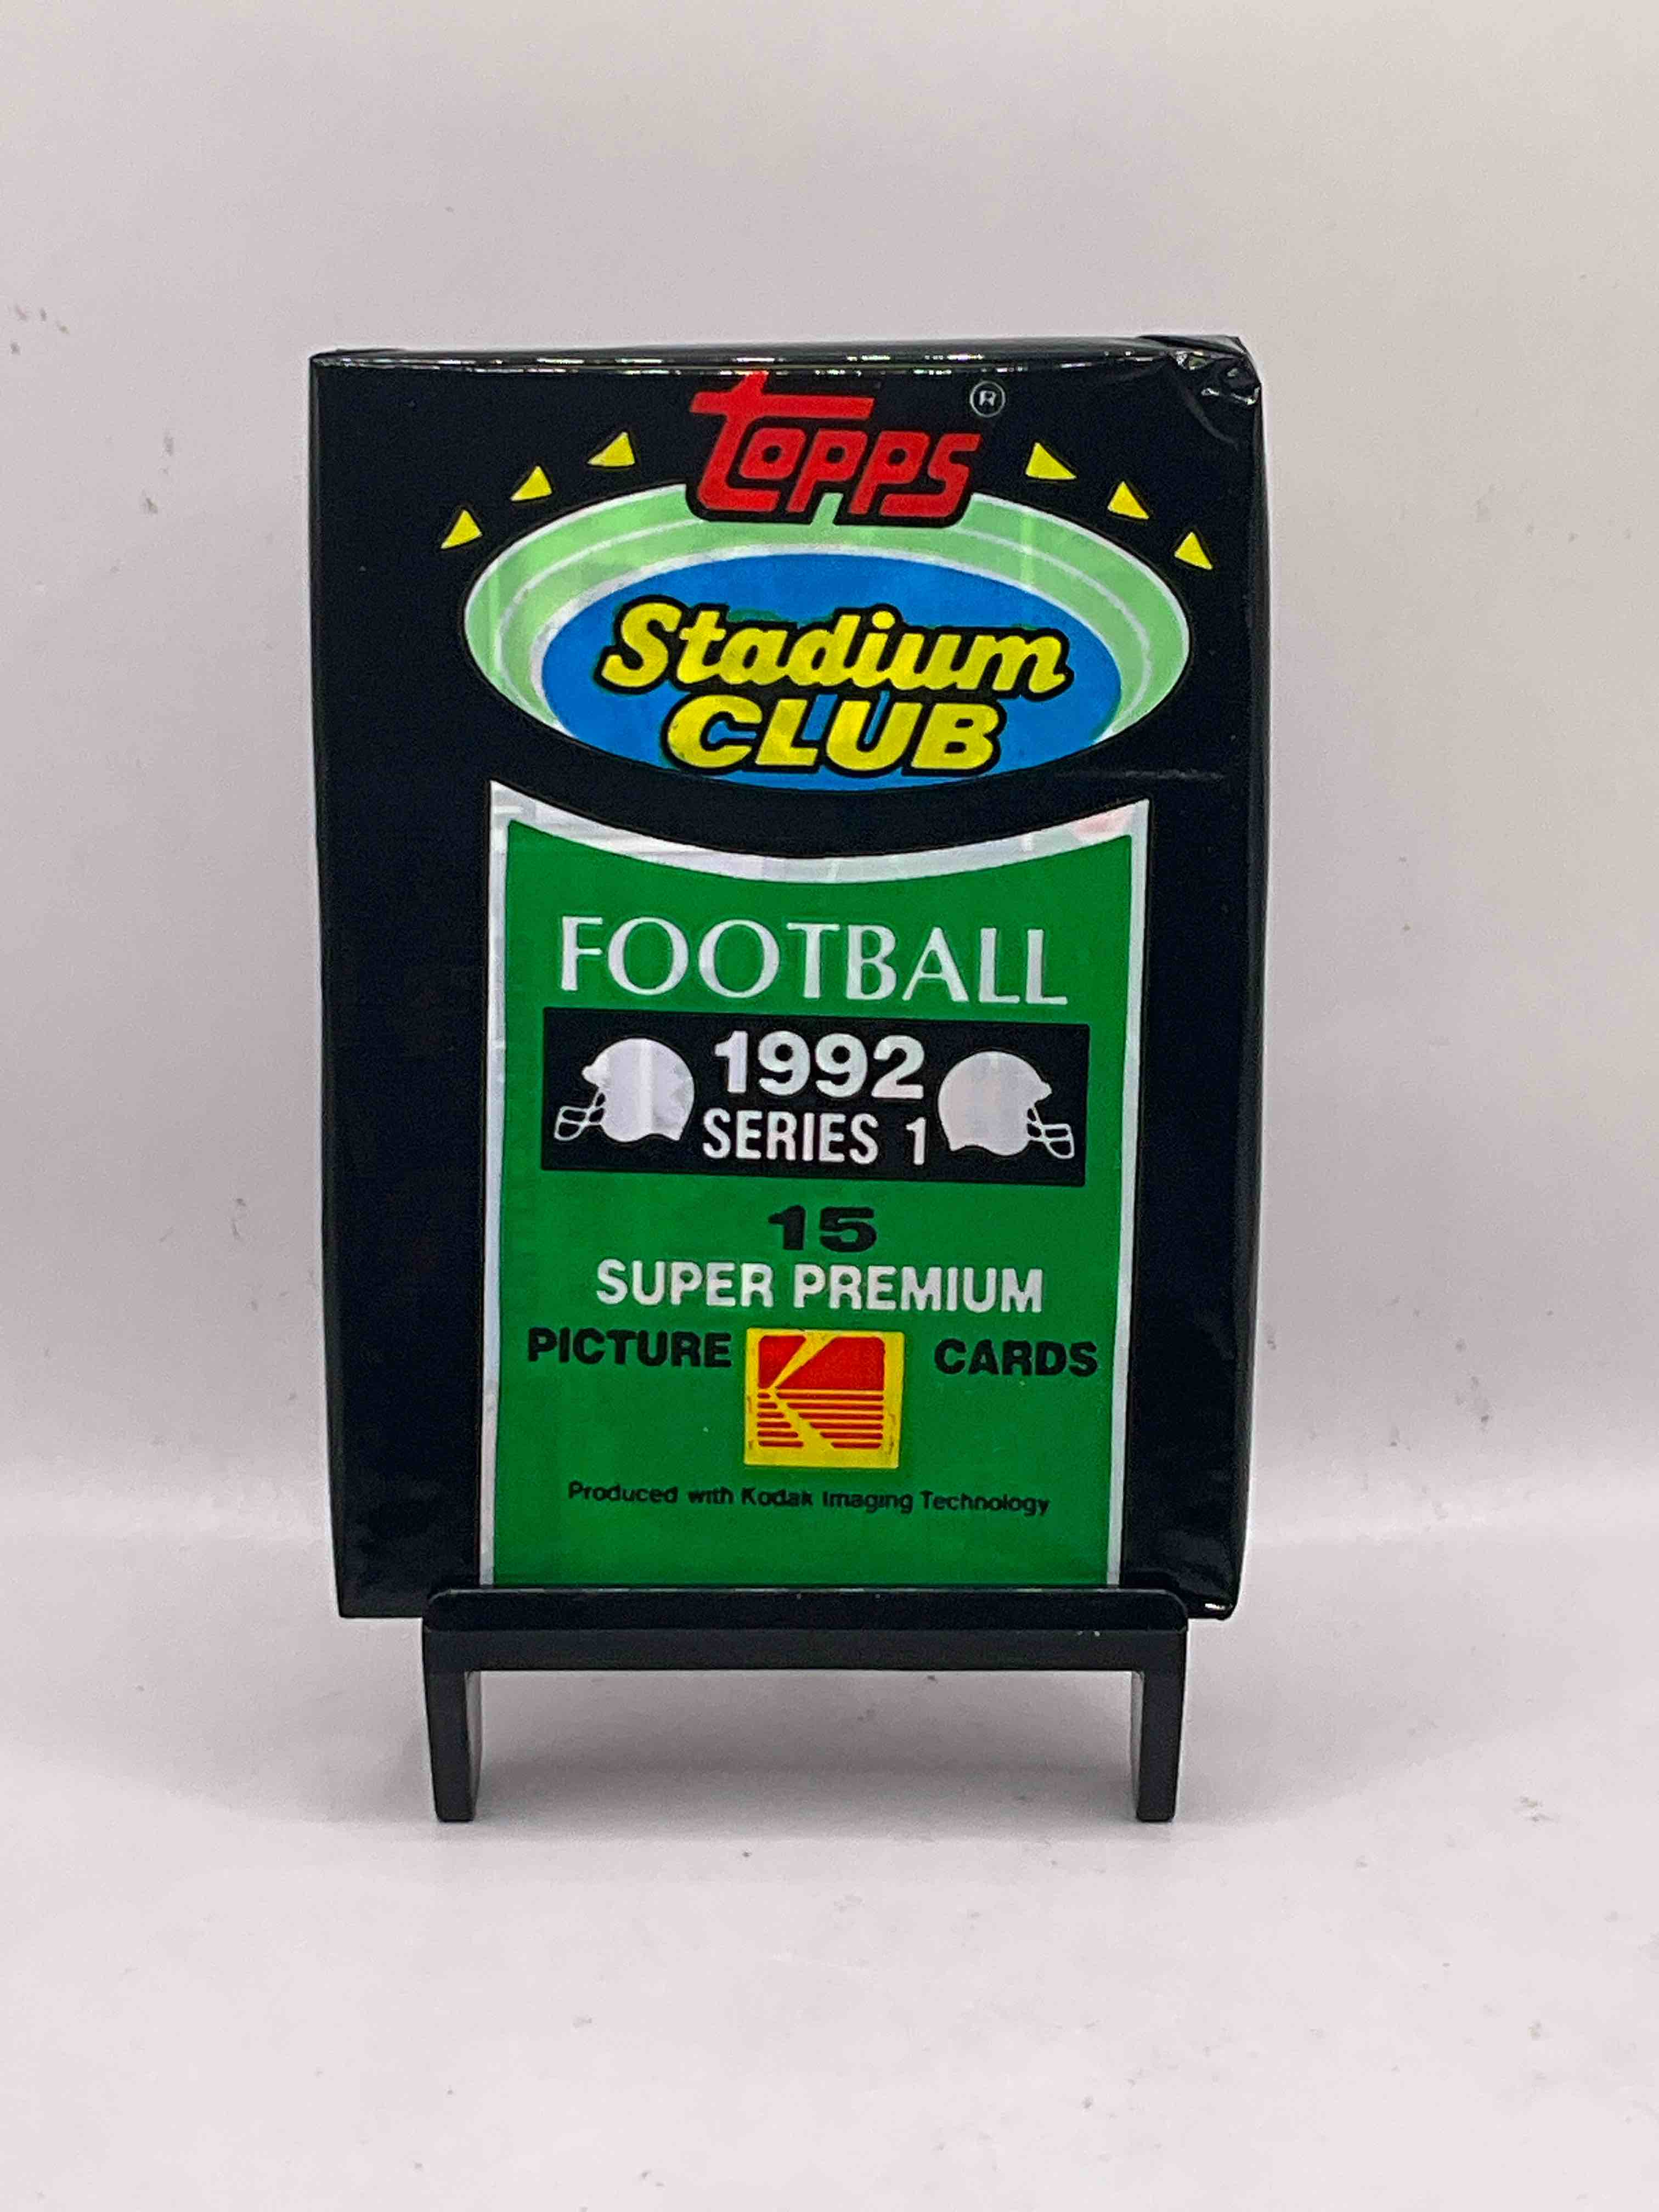 Topps ®
Stadium
CLUB
FOOTBALL
1992
SERIES 1
15
SUPER PREMIUM
PICTURE CARDS
Produced with Kodak Imaging Technology